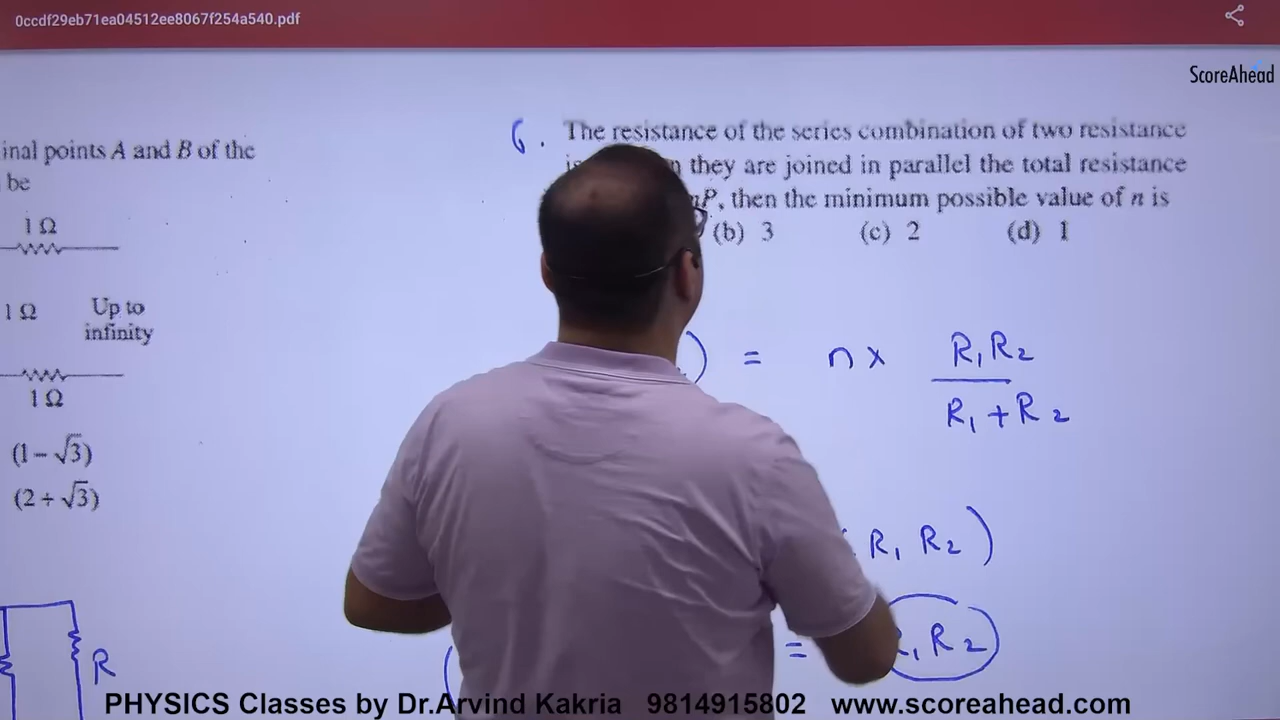 0ccdf29eb71ea04512ee8067f254a540.pdf
ScoreAhead
inal points A and B of the
be
1 Ω
1 Ω Up to
infinity
1 Ω
(1 – √3)
(2 + √3)
R
6. The resistance of the series combination of two resistance
they are joined in parallel the total resistance
P, then the minimum possible value of n is
(b) 3 (c) 2 (d) 1
) = n x R₁R₂
R₁ + R₂
R₁ R₂ )
= R₂
PHYSICS Classes by Dr.Arvind Kakria 9814915802 www.scoreahead.com